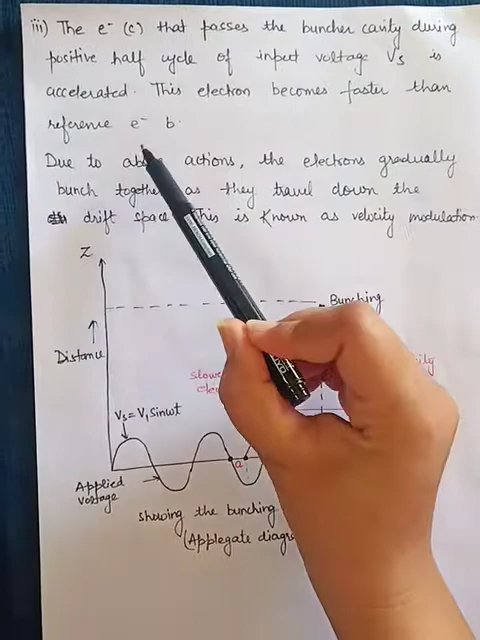 iii) The e⁻ (c) that passes the buncher cavity during
positive half cycle of input voltage Vs is
accelerated. This electron becomes faster than
reference e⁻ b.
Due to actions, the electrons gradually
bunch as they travel down the
drift space. This is known as velocity modulation.
Z
Bunching
Distance
Vs = V₁ sinωt
a
Applied
voltage
showing the bunching
(Applegate